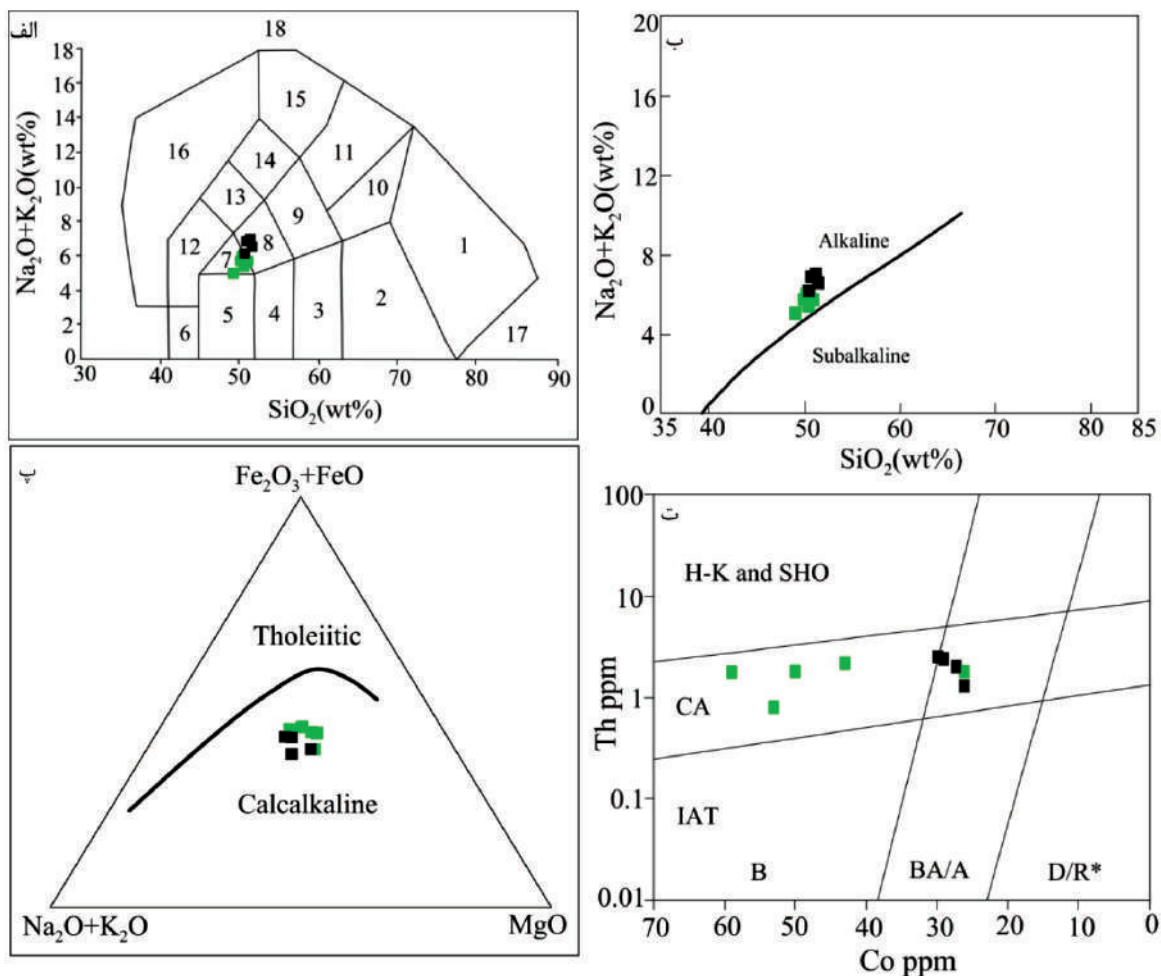 الف
18
18
16
14
12
10
8
6
4
2
0
Na₂O+K₂O(wt%)
15
16
11
14
10
13
9
12
8
7
1
6
5
4
3
2
17
30
40
50
60
70
80
90
SiO₂(wt%)
ب
20
16
12
8
4
0
Na₂O+K₂O(wt%)
Alkaline
Subalkaline
35
40
50
60
70
80
85
SiO₂(wt%)
پ
Fe₂O₃+FeO
Tholeiitic
Calcalkaline
Na₂O+K₂O
MgO
ت
100
10
1
0.1
0.01
Th ppm
H-K and SHO
CA
IAT
B
BA/A
D/R*
70
60
50
40
30
20
10
0
Co ppm